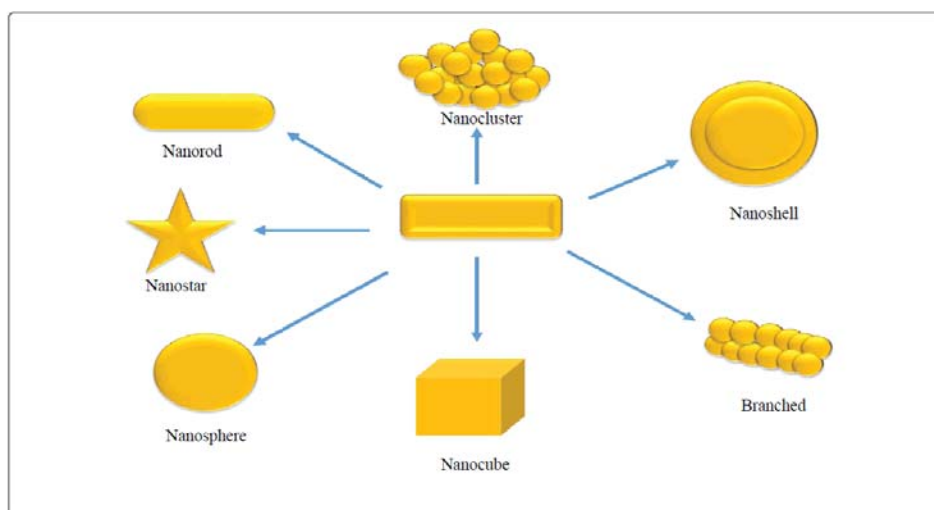 Nanocluster
Nanorod
Nanoshell
Nanostar
Branched
Nanosphere
Nanocube